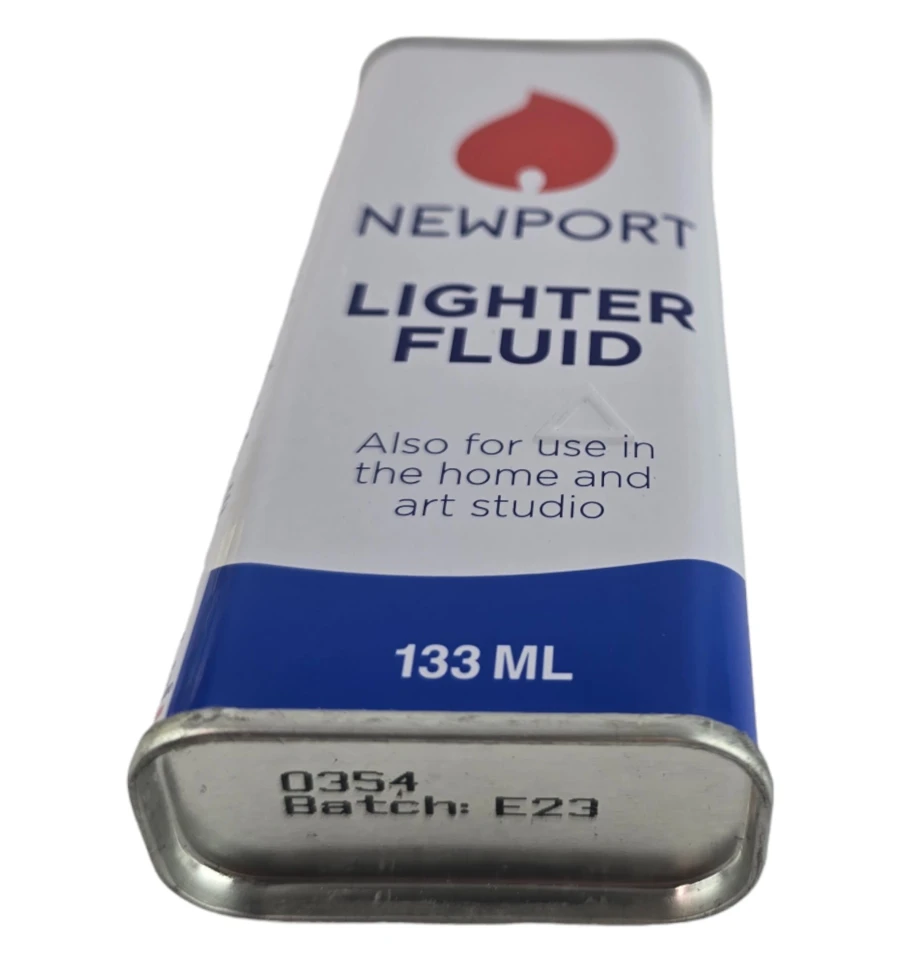 NEWPORT
LIGHTER
FLUID
Also for use in
the home and
art studio
133 ML
0354
Batch: E23